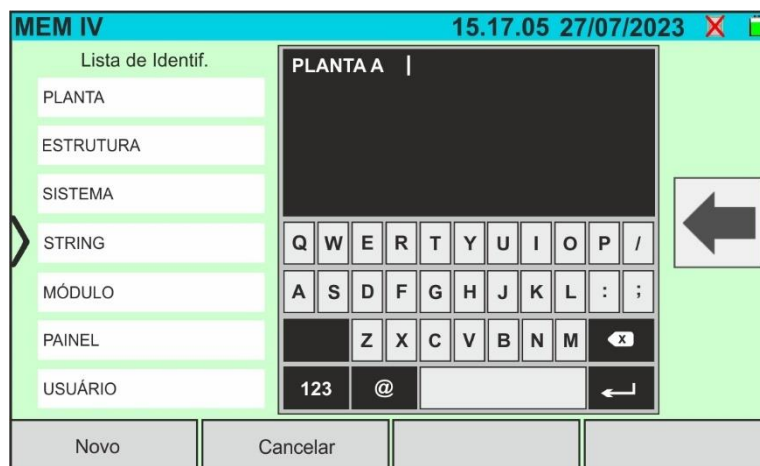 MEM IV 15.17.05 27/07/2023
Lista de Identif.
PLANTA
ESTRUTURA
SISTEMA
STRING
MÓDULO
PAINEL
USUÁRIO
PLANTA A
Q W E R T Y U I O P /
A S D F G H J K L : ;
Z X C V B N M x
123 @
Novo Cancelar